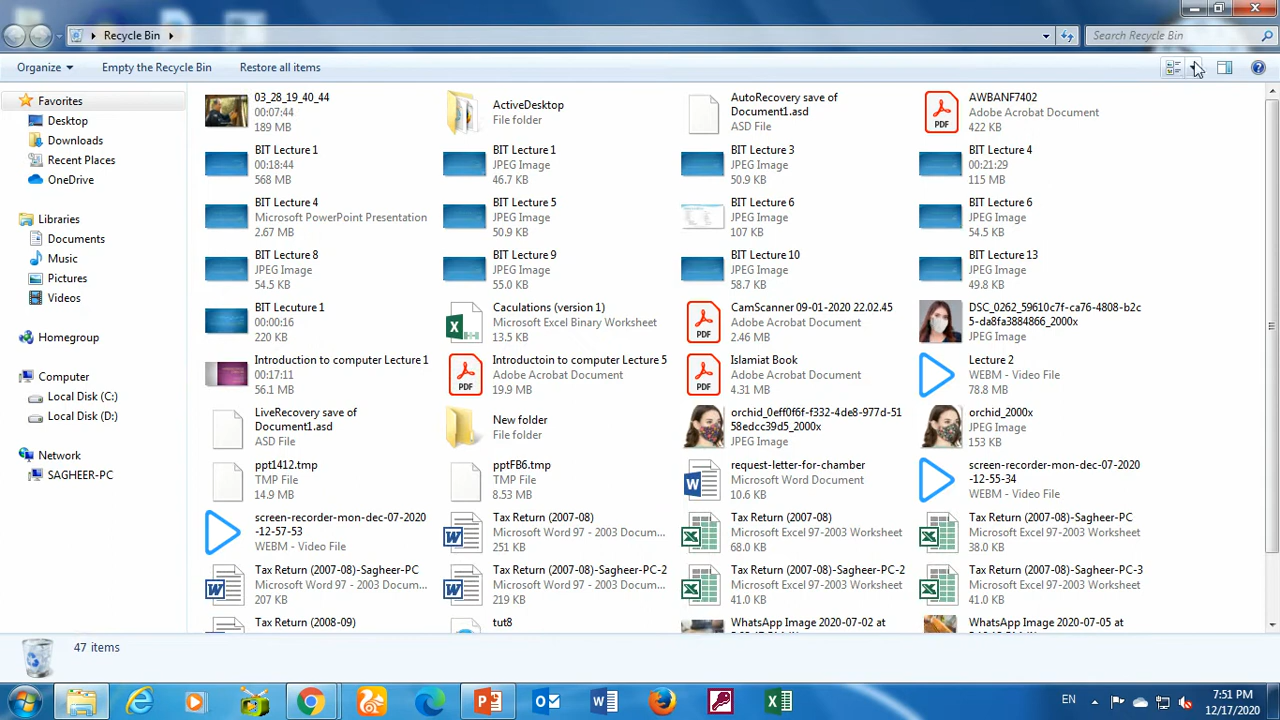 Recycle Bin
Search Recycle Bin
Organize
Empty the Recycle Bin
Restore all items
Favorites
Desktop
Downloads
Recent Places
OneDrive
Libraries
Documents
Music
Pictures
Videos
Homegroup
Computer
Local Disk (C:)
Local Disk (D:)
Network
SAGHEER-PC
03_28_19_40_44
00:07:44
189 MB
ActiveDesktop
File folder
AutoRecovery save of
Document1.asd
ASD File
AWBANF7402
Adobe Acrobat Document
422 KB
PDF
BIT Lecture 1
00:18:44
568 MB
BIT Lecture 1
JPEG Image
46.7 KB
BIT Lecture 3
JPEG Image
50.9 KB
BIT Lecture 4
00:21:29
115 MB
BIT Lecture 4
Microsoft PowerPoint Presentation
2.67 MB
BIT Lecture 5
JPEG Image
50.9 KB
BIT Lecture 6
JPEG Image
107 KB
BIT Lecture 6
JPEG Image
54.5 KB
BIT Lecture 8
JPEG Image
54.5 KB
BIT Lecture 9
JPEG Image
55.0 KB
BIT Lecture 10
JPEG Image
58.7 KB
BIT Lecture 13
JPEG Image
49.8 KB
BIT Lecuture 1
00:00:16
220 KB
Caculations (version 1)
Microsoft Excel Binary Worksheet
13.5 KB
PDF
CamScanner 09-01-2020 22.02.45
Adobe Acrobat Document
2.46 MB
DSC_0262_59610c7f-ca76-4808-b2c
5-da8fa3884866_2000x
JPEG Image
Introduction to computer Lecture 1
00:17:11
56.1 MB
PDF
Introductoin to computer Lecture 5
Adobe Acrobat Document
19.9 MB
PDF
Islamiat Book
Adobe Acrobat Document
4.31 MB
Lecture 2
WEBM - Video File
78.8 MB
LiveRecovery save of
Document1.asd
ASD File
New folder
File folder
orchid_0eff0f6f-f332-4de8-977d-51
58edcc39d5_2000x
JPEG Image
orchid_2000x
JPEG Image
153 KB
ppt1412.tmp
TMP File
14.9 MB
pptFB6.tmp
TMP File
8.53 MB
request-letter-for-chamber
Microsoft Word Document
10.6 KB
screen-recorder-mon-dec-07-2020
-12-55-34
WEBM - Video File
screen-recorder-mon-dec-07-2020
-12-57-53
WEBM - Video File
Tax Return (2007-08)
Microsoft Word 97 - 2003 Docum...
251 KB
Tax Return (2007-08)
Microsoft Excel 97-2003 Worksheet
68.0 KB
Tax Return (2007-08)-Sagheer-PC
Microsoft Excel 97-2003 Worksheet
38.0 KB
Tax Return (2007-08)-Sagheer-PC
Microsoft Word 97 - 2003 Docum...
207 KB
Tax Return (2007-08)-Sagheer-PC-2
Microsoft Word 97 - 2003 Docum...
219 KB
Tax Return (2007-08)-Sagheer-PC-2
Microsoft Excel 97-2003 Worksheet
41.0 KB
Tax Return (2007-08)-Sagheer-PC-3
Microsoft Excel 97-2003 Worksheet
41.0 KB
Tax Return (2008-09)
tut8
WhatsApp Image 2020-07-02 at
WhatsApp Image 2020-07-05 at
47 items
EN
7:51 PM
12/17/2020